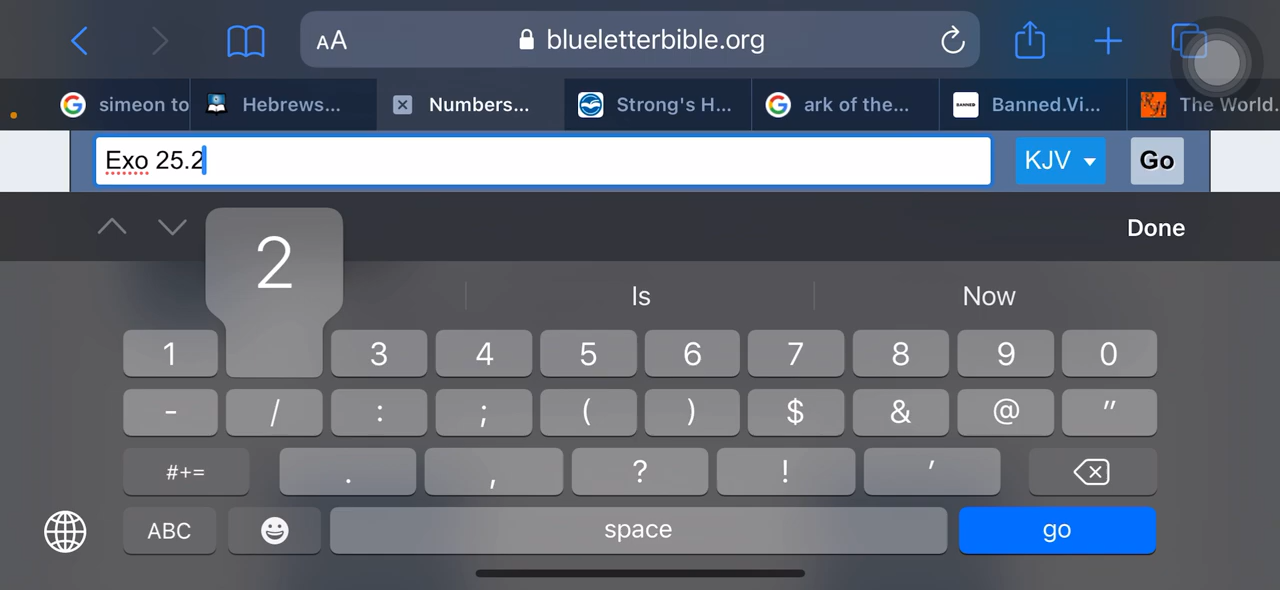 AA blueletterbible.org
simeon to Hebrews... Numbers... Strong's H... ark of the... Banned.Vi... The World.
Exo 25.2 KJV Go
2 Done
Is Now
1 3 4 5 6 7 8 9 0
- / : ; ( ) $ & @ "
#+= . , ? ! '
ABC space go